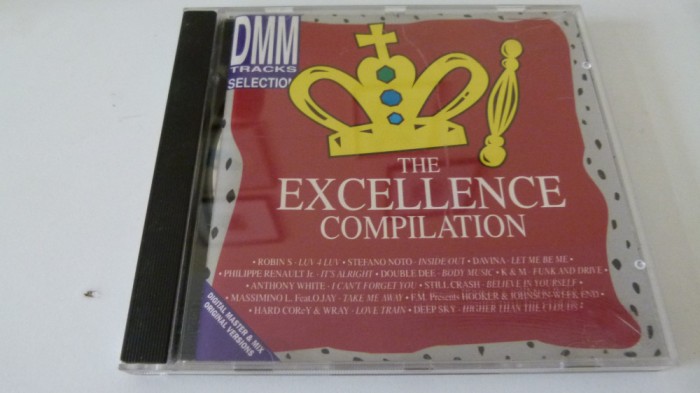 DMM
TRACKS
SELECTION
THE
EXCELLENCE
COMPILATION
• ROBIN S - LUV 4 LUV • STEFANO NOTO - INSIDE OUT • DAVINA - LET ME BE ME •
• PHILIPPE RENAULT Jr. - IT'S ALRIGHT • DOUBLE DEE - BODY MUSIC • K & M - FUNK AND DRIVE •
• ANTHONY WHITE - I CAN'T FORGET YOU • STILL CRASH - BELIEVE IN YOURSELF •
• MASSIMINO L. Feat.O.JAY - TAKE ME AWAY • F.M. Presents HOOKER & JOHNSON-WEEK END •
• HARD COReY & WRAY - LOVE TRAIN • DEEP SKY - HIGHER THAN THE
DIGITAL MASTER & MIX
ORIGINAL VERSIONS